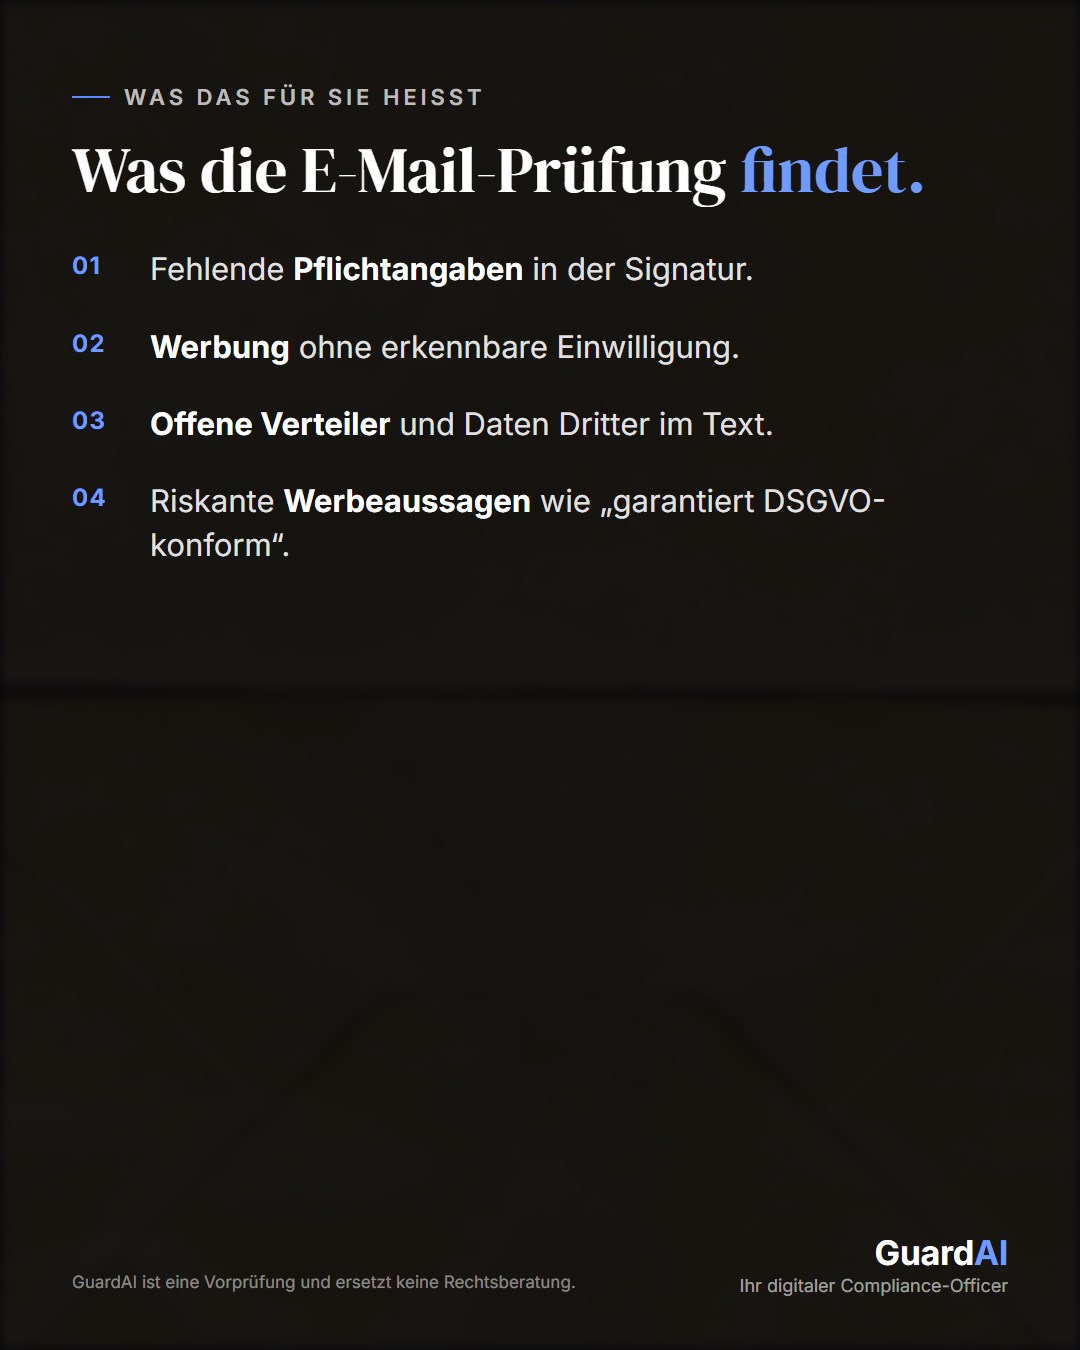 WAS DAS FÜR SIE HEISST
Was die E-Mail-Prüfung findet.
01 Fehlende Pflichtangaben in der Signatur.
02 Werbung ohne erkennbare Einwilligung.
03 Offene Verteiler und Daten Dritter im Text.
04 Riskante Werbeaussagen wie „garantiert DSGVO-
konform“.
GuardAI
GuardAI ist eine Vorprüfung und ersetzt keine Rechtsberatung.
Ihr digitaler Compliance-Officer